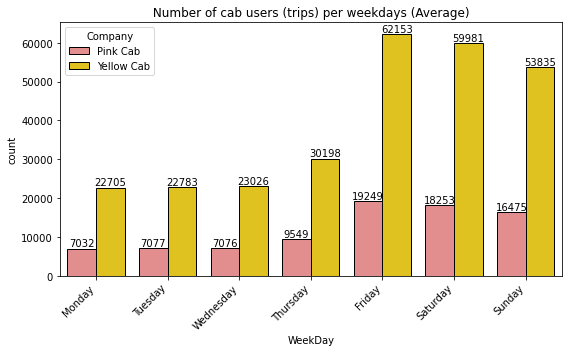 Number of cab users (trips) per weekdays (Average)
Company
Pink Cab
Yellow Cab
count
60000
50000
40000
30000
20000
10000
0
7032
22705
7077
22783
7076
23026
9549
30198
19249
62153
18253
59981
16475
53835
Monday
Tuesday
Wednesday
Thursday
Friday
Saturday
Sunday
WeekDay